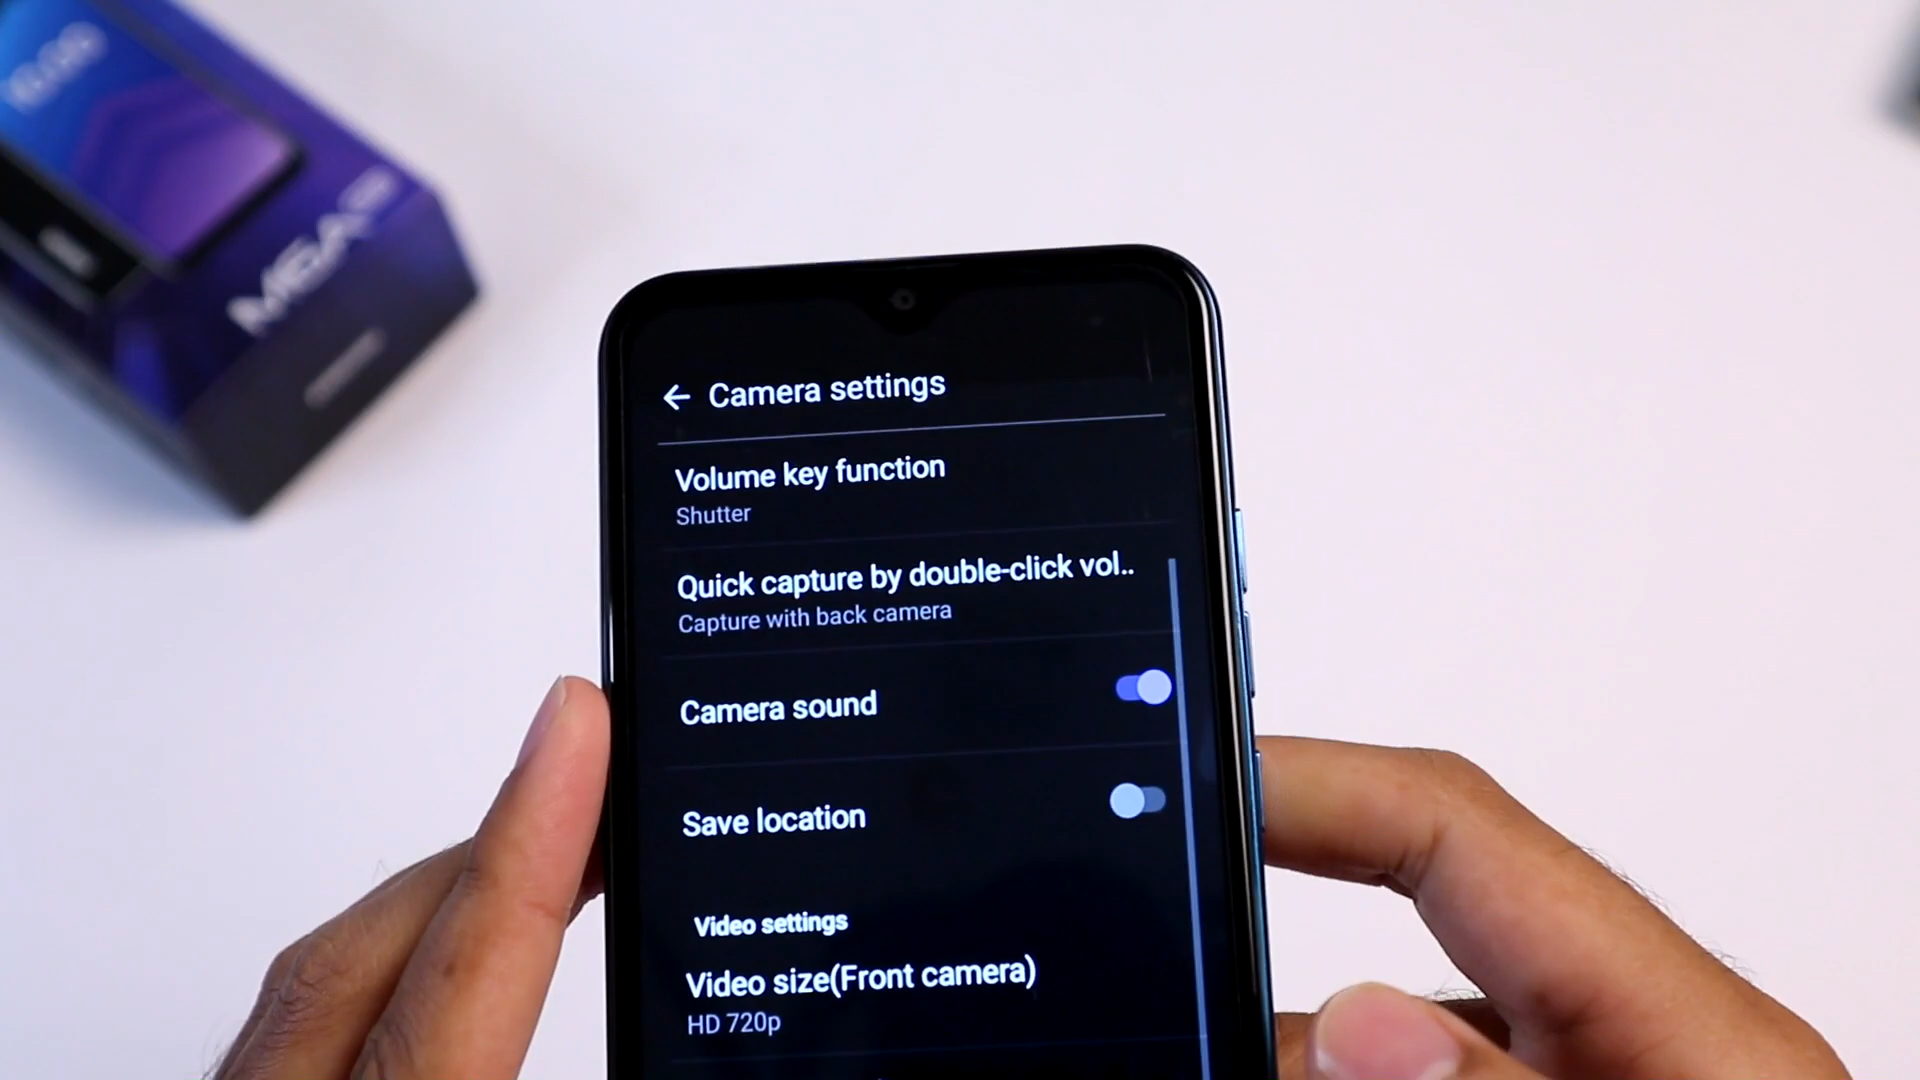 Camera settings
Volume key function
Shutter
Quick capture by double-click vol..
Capture with back camera
Camera sound
Save location
Video settings
Video size(Front camera)
HD 720p